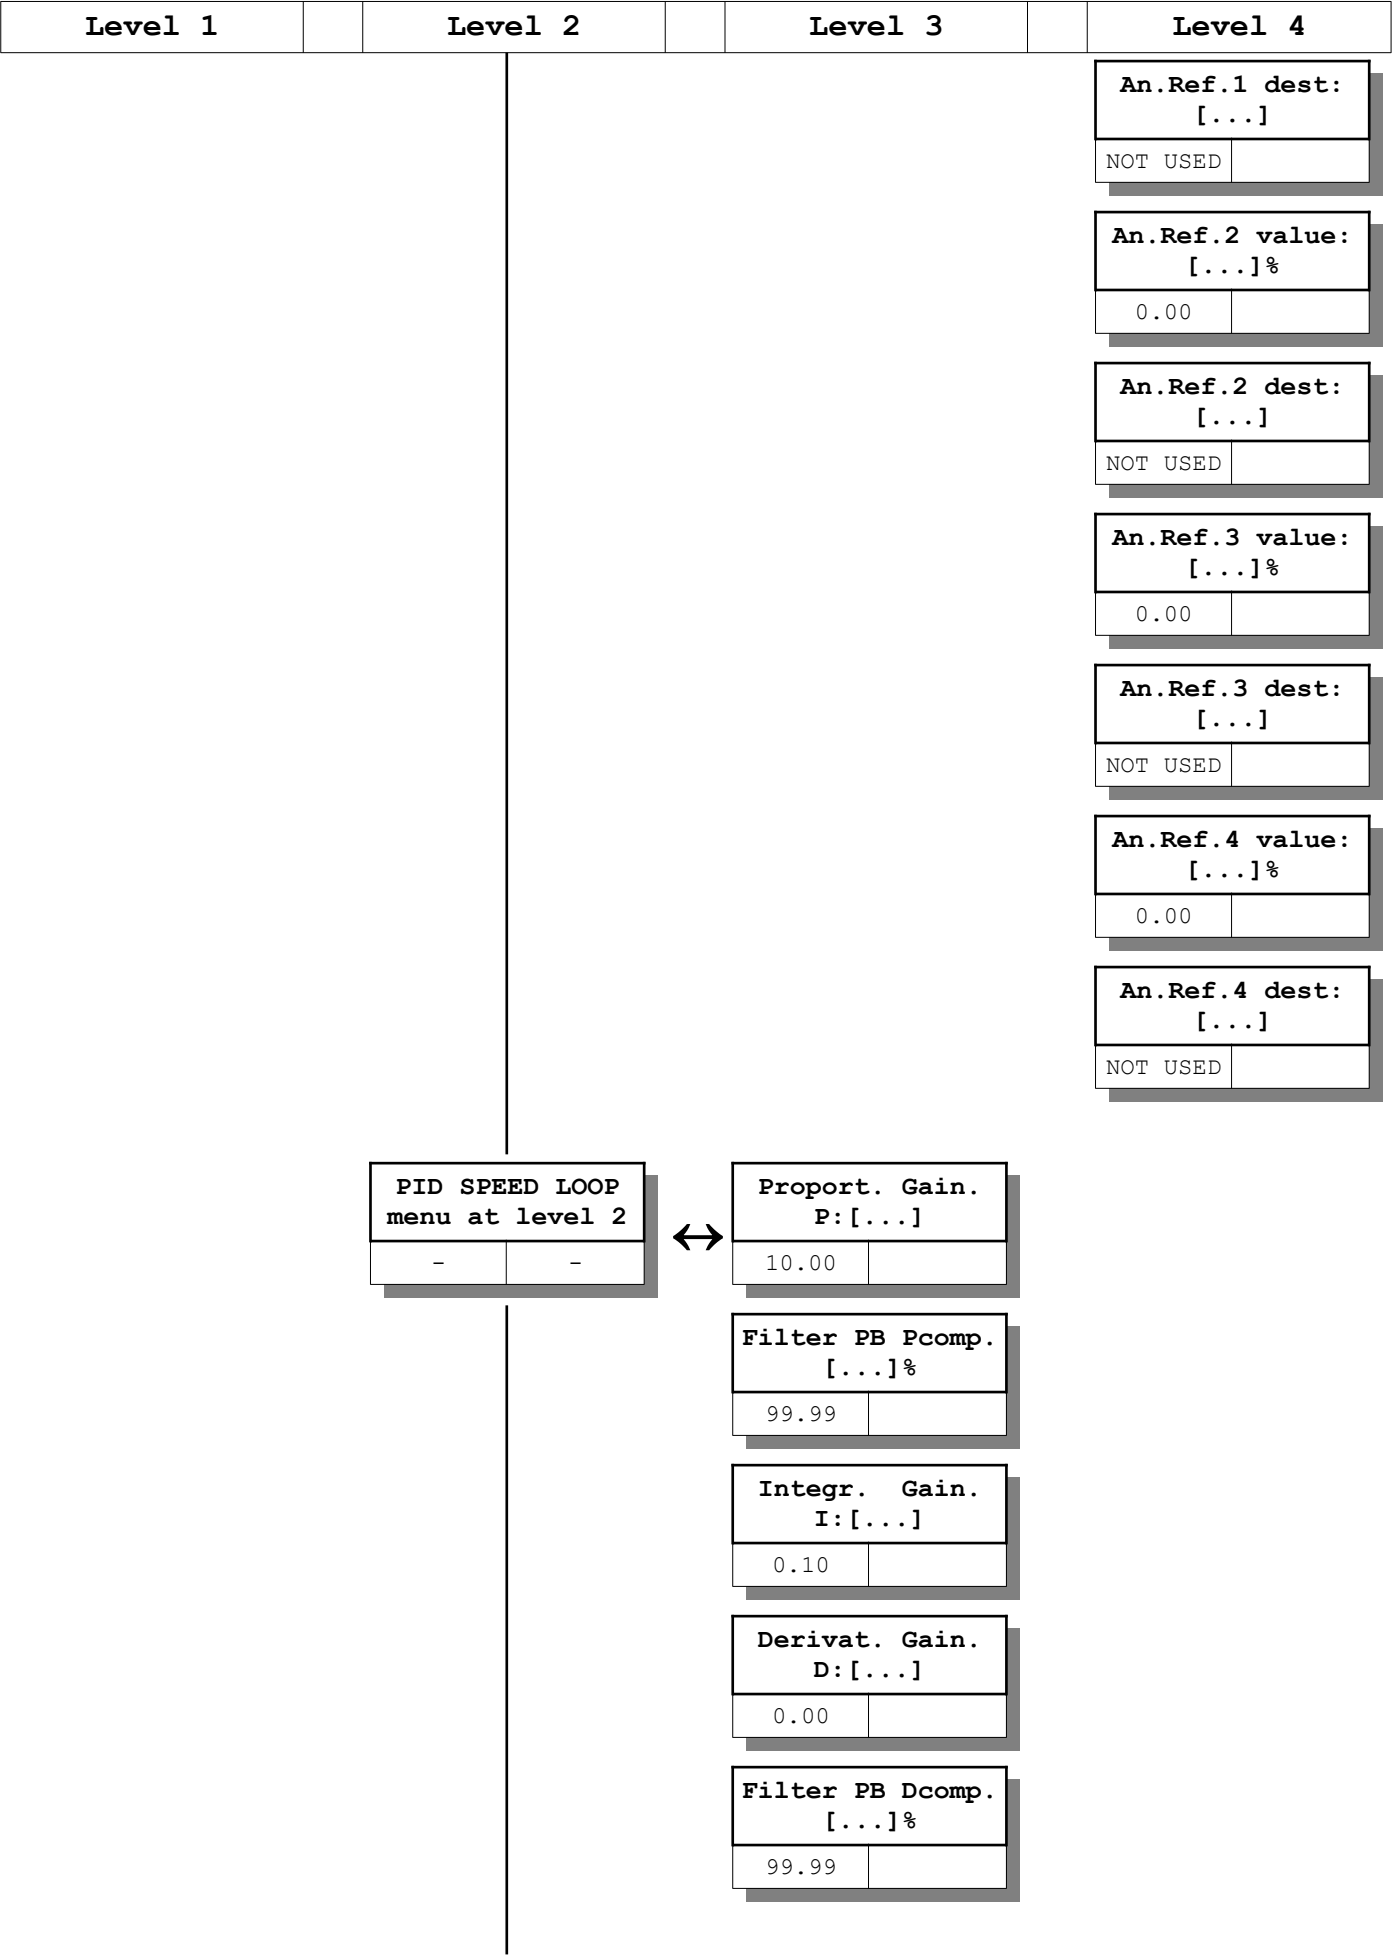 Level 1
Level 2
Level 3
Level 4
An.Ref.1 dest:
[...]
NOT USED
An.Ref.2 value:
[...]%
0.00
An.Ref.2 dest:
[...]
NOT USED
An.Ref.3 value:
[...]%
0.00
An.Ref.3 dest:
[...]
NOT USED
An.Ref.4 value:
[...]%
0.00
An.Ref.4 dest:
[...]
NOT USED
PID SPEED LOOP
menu at level 2
- -
Proport. Gain.
P:[...]
10.00
Filter PB Pcomp.
[...]%
99.99
Integr.  Gain.
I:[...]
0.10
Derivat. Gain.
D:[...]
0.00
Filter PB Dcomp.
[...]%
99.99